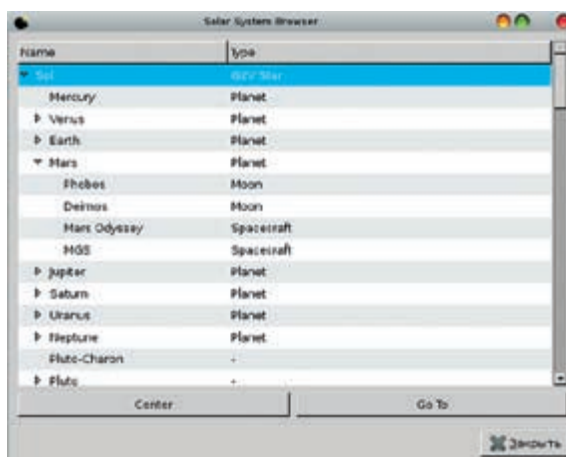 Solar System Browser
Name Type
Sol G2V Star
Mercury Planet
Venus Planet
Earth Planet
Mars Planet
Phobos Moon
Deimos Moon
Mars Odyssey Spacecraft
MGS Spacecraft
Jupiter Planet
Saturn Planet
Uranus Planet
Neptune Planet
Pluto-Charon -
Pluto -
Center Go To
Закрыть